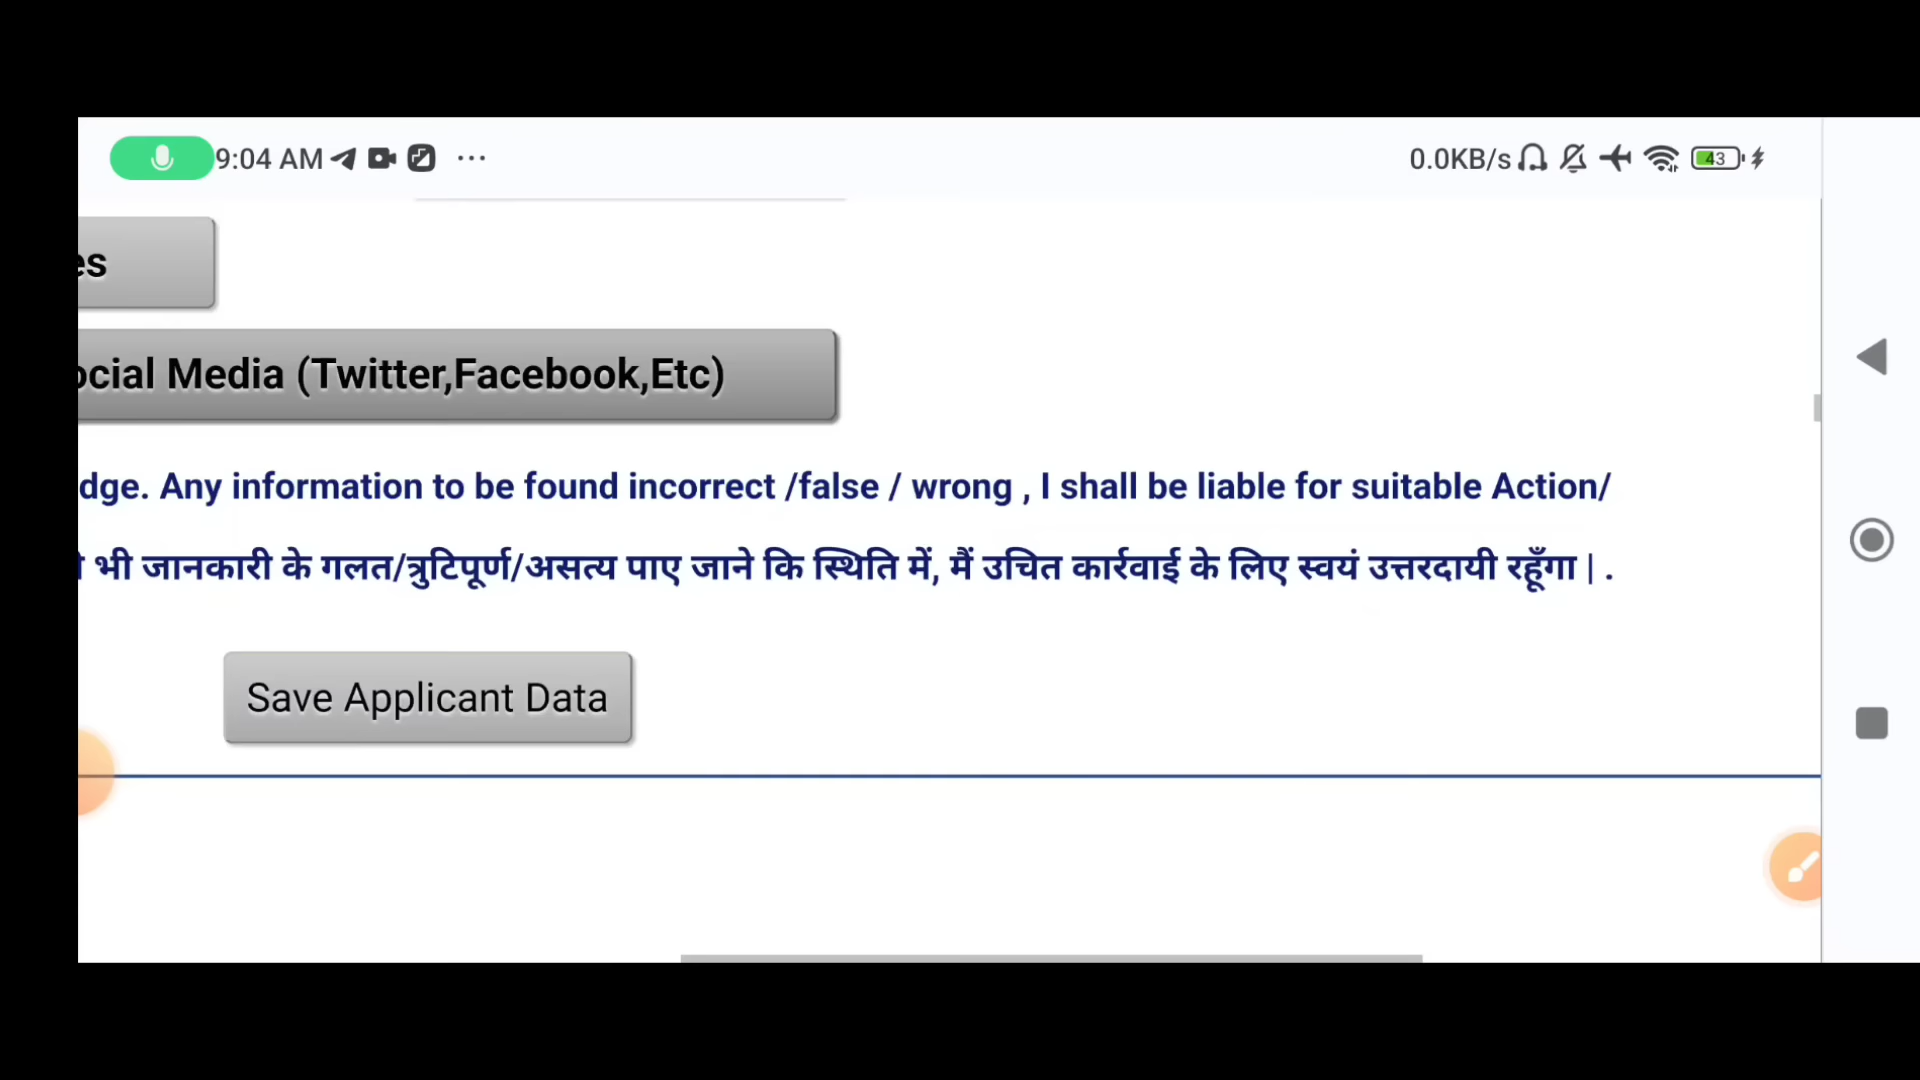 9:04 AM ... 0.0KB/s 43
es
ocial Media (Twitter,Facebook,Etc)
dge. Any information to be found incorrect /false / wrong , I shall be liable for suitable Action/
भी जानकारी के गलत/त्रुटिपूर्ण/असत्य पाए जाने कि स्थिति में, मैं उचित कार्रवाई के लिए स्वयं उत्तरदायी रहूँगा | .
Save Applicant Data